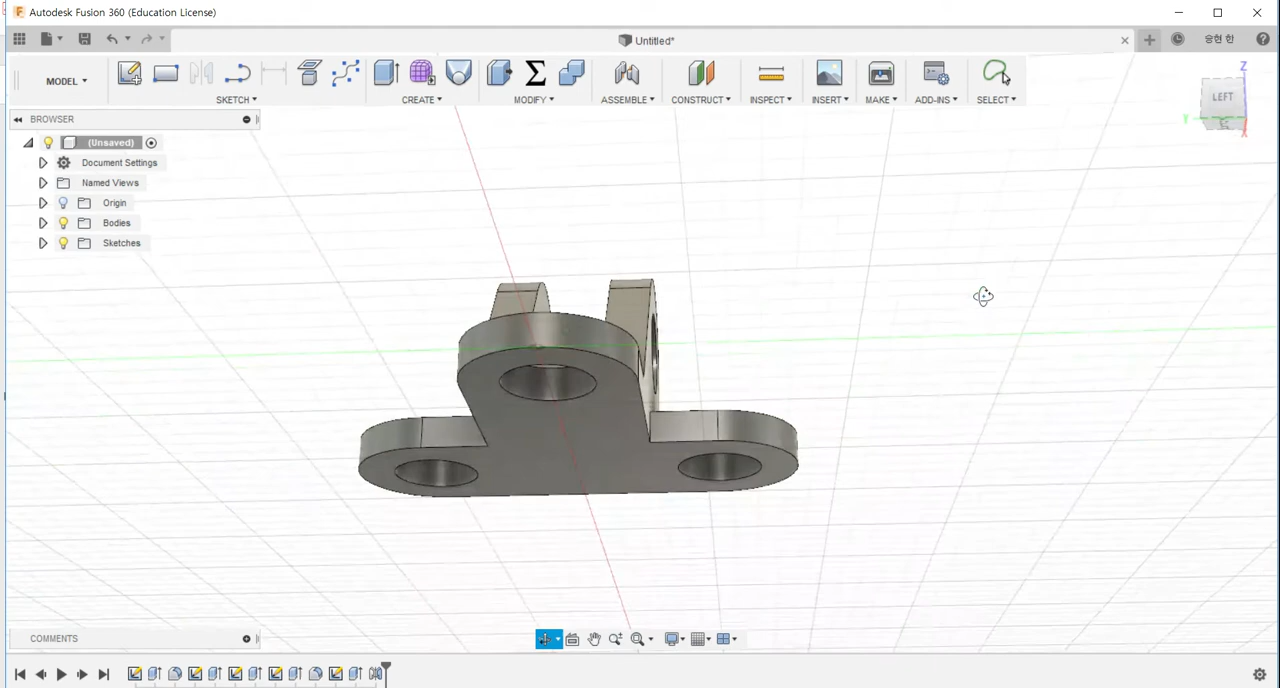 Autodesk Fusion 360 (Education License)
Untitled*
승현 한
MODEL
SKETCH
CREATE
MODIFY
ASSEMBLE
CONSTRUCT
INSPECT
INSERT
MAKE
ADD-INS
SELECT
Z
LEFT
Y
X
BROWSER
(Unsaved)
Document Settings
Named Views
Origin
Bodies
Sketches
COMMENTS